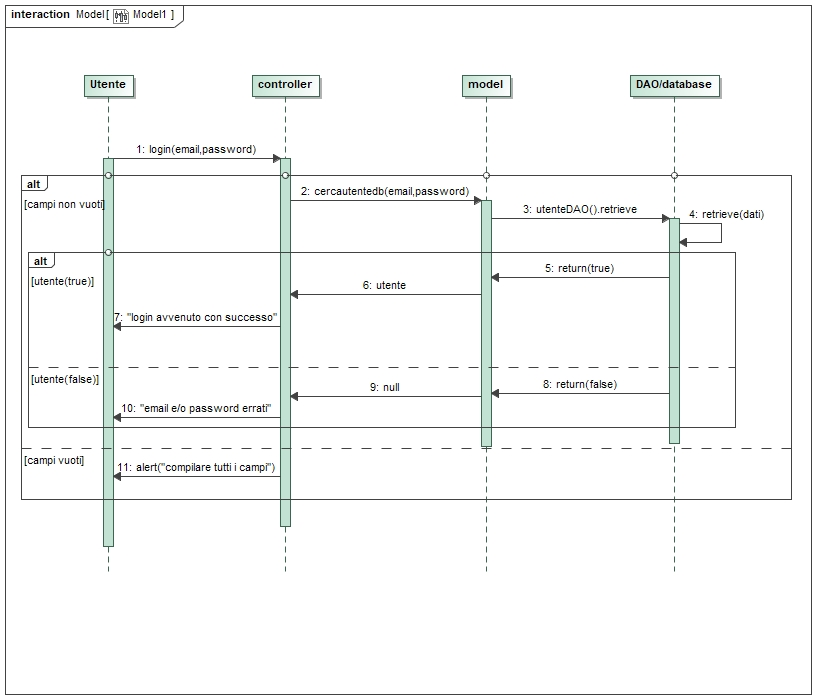 interaction Model[ Model1 ]
Utente
controller
model
DAO/database
1: login(email,password)
alt
[campi non vuoti]
2: cercautentedb(email,password)
3: utenteDAO().retrieve
4: retrieve(dati)
alt
[utente(true)]
5: return(true)
6: utente
7: "login avvenuto con successo"
[utente(false)]
8: return(false)
9: null
10: "email e/o password errati"
[campi vuoti]
11: alert("compilare tutti i campi")